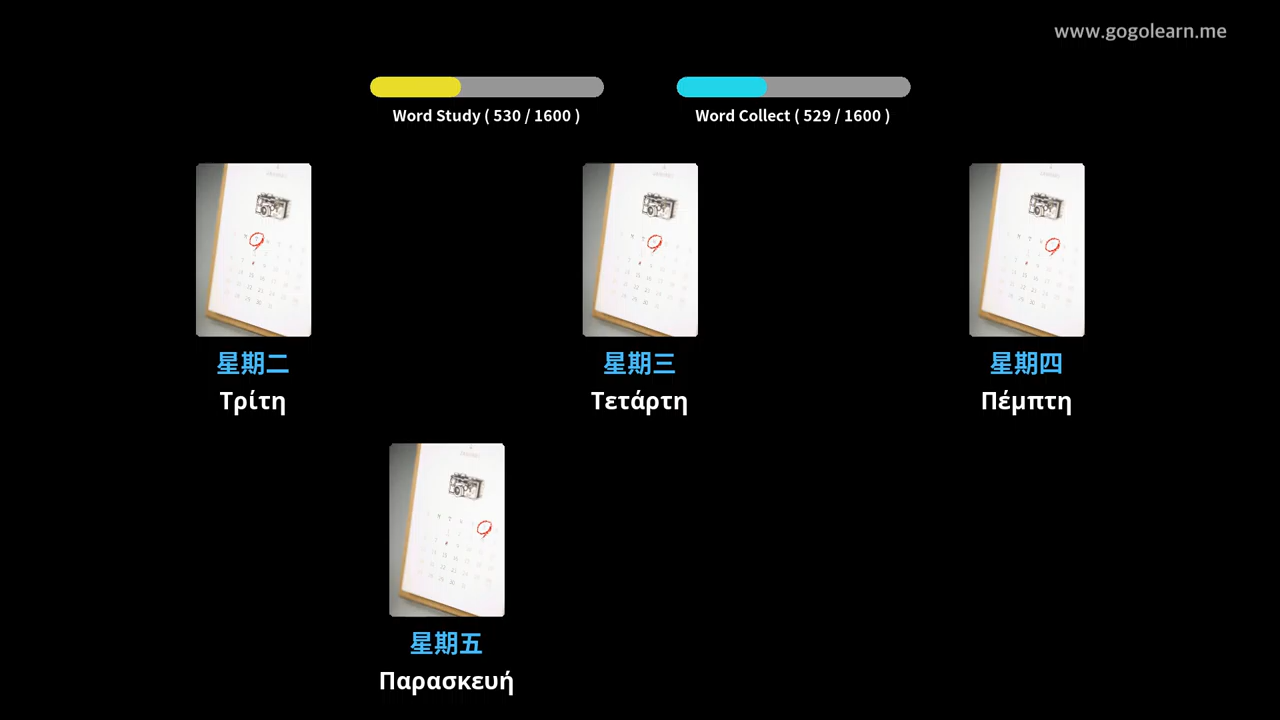 www.gogolearn.me
Word Study ( 530 / 1600 )
Word Collect ( 529 / 1600 )
星期二
Τρίτη
星期三
Τετάρτη
星期四
Πέμπτη
星期五
Παρασκευή